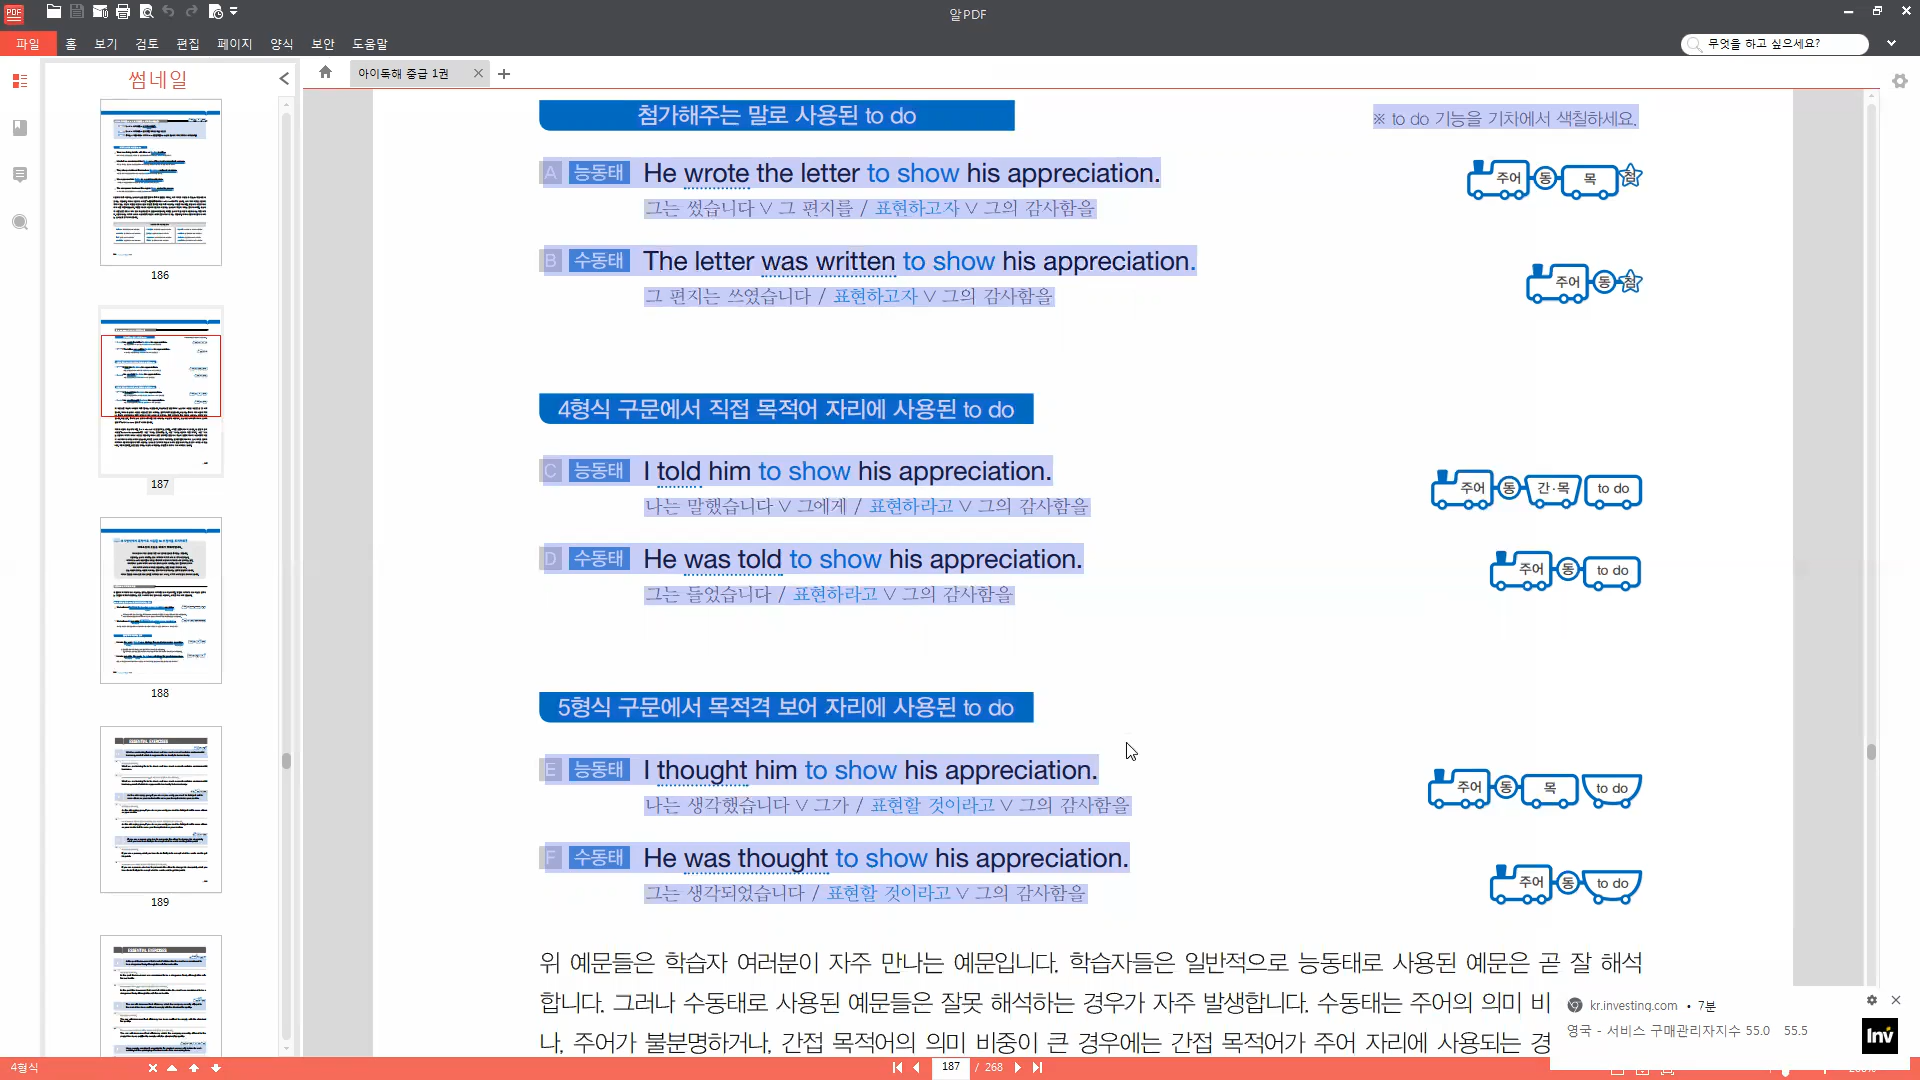 알PDF
파일 홈 보기 검토 편집 페이지 양식 보안 도움말
무엇을 하고 싶으세요?
썸네일
아이독해 중급 1권
186
187
188
189
첨가해주는 말로 사용된 to do
※ to do 기능을 기차에서 색칠하세요.
A 능동태 He wrote the letter to show his appreciation.
주어 동 목 첨
그는 썼습니다 ∨ 그 편지를 / 표현하고자 ∨ 그의 감사함을
B 수동태 The letter was written to show his appreciation.
주어 동 첨
그 편지는 쓰였습니다 / 표현하고자 ∨ 그의 감사함을
4형식 구문에서 직접 목적어 자리에 사용된 to do
C 능동태 I told him to show his appreciation.
주어 동 간·목 to do
나는 말했습니다 ∨ 그에게 / 표현하라고 ∨ 그의 감사함을
D 수동태 He was told to show his appreciation.
주어 동 to do
그는 들었습니다 / 표현하라고 ∨ 그의 감사함을
5형식 구문에서 목적격 보어 자리에 사용된 to do
E 능동태 I thought him to show his appreciation.
주어 동 목 to do
나는 생각했습니다 ∨ 그가 / 표현할 것이라고 ∨ 그의 감사함을
F 수동태 He was thought to show his appreciation.
주어 동 to do
그는 생각되었습니다 / 표현할 것이라고 ∨ 그의 감사함을
위 예문들은 학습자 여러분이 자주 만나는 예문입니다. 학습자들은 일반적으로 능동태로 사용된 예문은 곧 잘 해석
합니다. 그러나 수동태로 사용된 예문들은 잘못 해석하는 경우가 자주 발생합니다. 수동태는 주어의 의미 비
나, 주어가 불분명하거나, 간접 목적어의 의미 비중이 큰 경우에는 간접 목적어가 주어 자리에 사용되는 경
kr.investing.com • 7분
영국 - 서비스 구매관리자지수 55.0 55.5
Inv
4형식
187 / 268